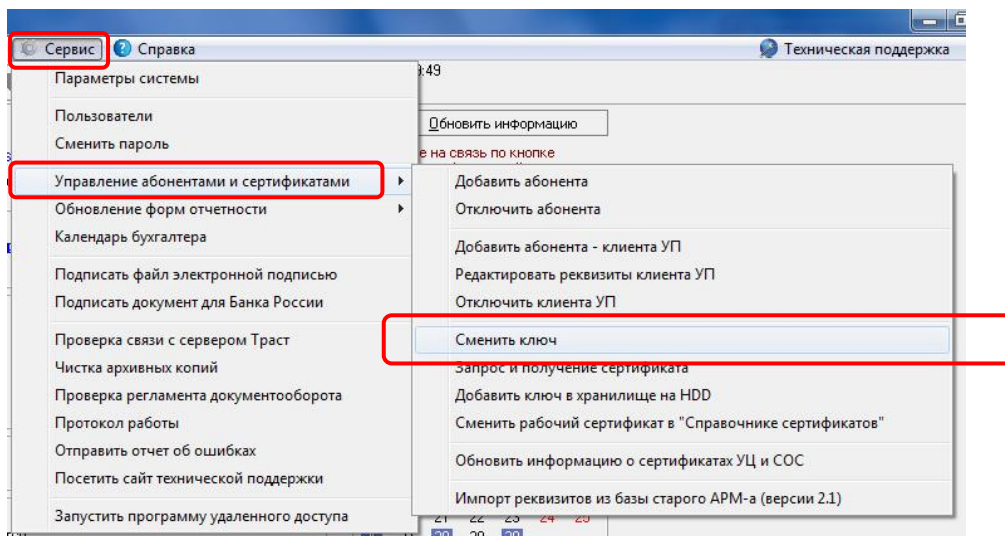 Сервис Справка Техническая поддержка
:49
Параметры системы
Пользователи
Сменить пароль
Обновить информацию
е на связь по кнопке
Управление абонентами и сертификатами
Обновление форм отчетности
Календарь бухгалтера
Подписать файл электронной подписью
Подписать документ для Банка России
Проверка связи с сервером Траст
Чистка архивных копий
Проверка регламента документооборота
Протокол работы
Отправить отчет об ошибках
Посетить сайт технической поддержки
Запустить программу удаленного доступа
Добавить абонента
Отключить абонента
Добавить абонента - клиента УП
Редактировать реквизиты клиента УП
Отключить клиента УП
Сменить ключ
Запрос и получение сертификата
Добавить ключ в хранилище на HDD
Сменить рабочий сертификат в "Справочнике сертификатов"
Обновить информацию о сертификатах УЦ и СОС
Импорт реквизитов из базы старого АРМ-а (версии 2.1)
21 22 23 24 25